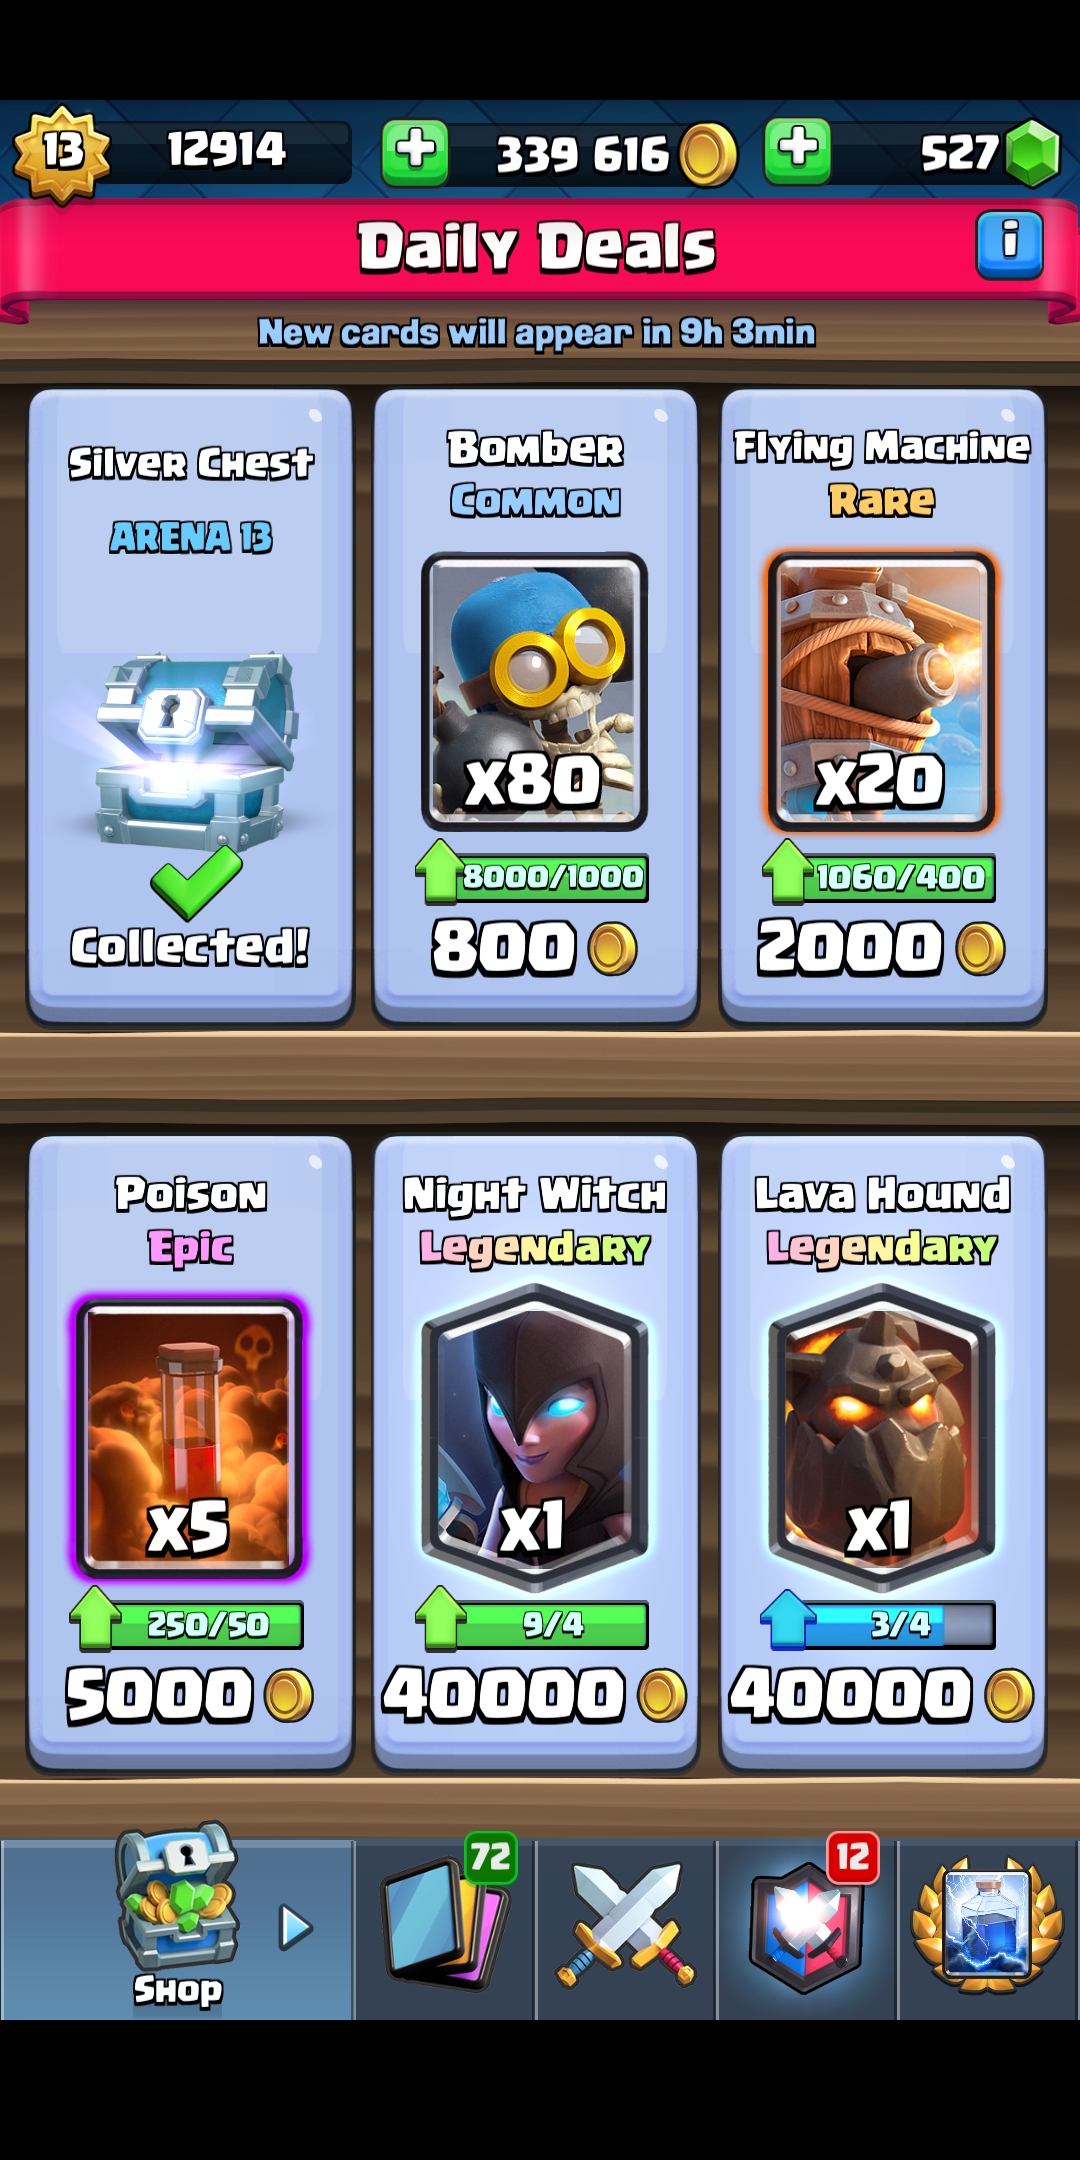 13 12914 339 616 527
Daily Deals
i
New cards will appear in 9h 3min
Silver Chest
ARENA 13
Collected!
Bomber
Common
x80
8000/1000
800
Flying Machine
Rare
x20
1060/400
2000
Poison
Epic
x5
250/50
5000
Night Witch
Legendary
x1
9/4
40000
Lava Hound
Legendary
x1
3/4
40000
Shop
72
12